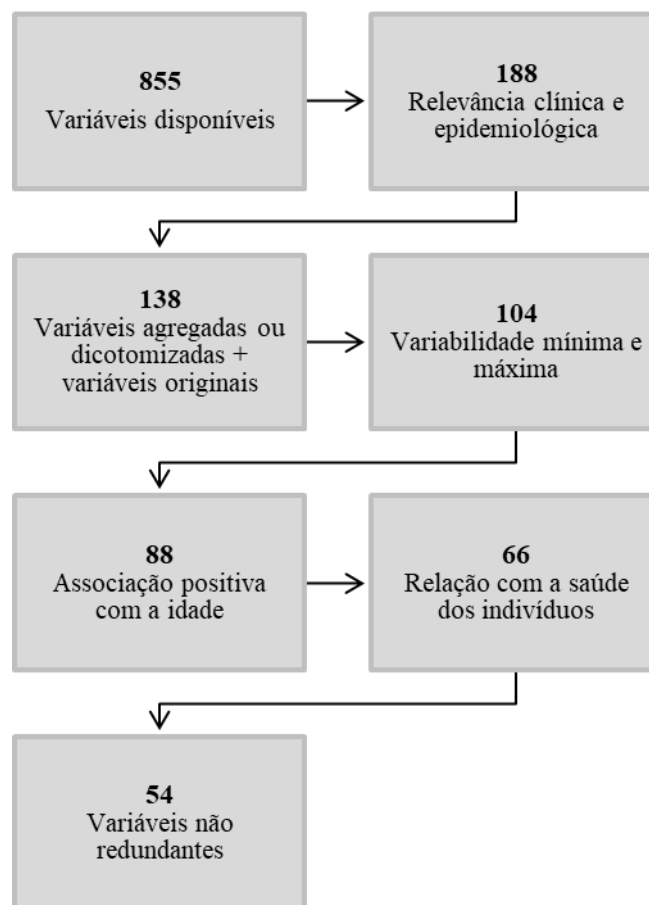 855
Variáveis disponíveis
188
Relevância clínica e
epidemiológica
138
Variáveis agregadas ou
dicotomizadas +
variáveis originais
104
Variabilidade mínima e
máxima
88
Associação positiva
com a idade
66
Relação com a saúde
dos indivíduos
54
Variáveis não
redundantes